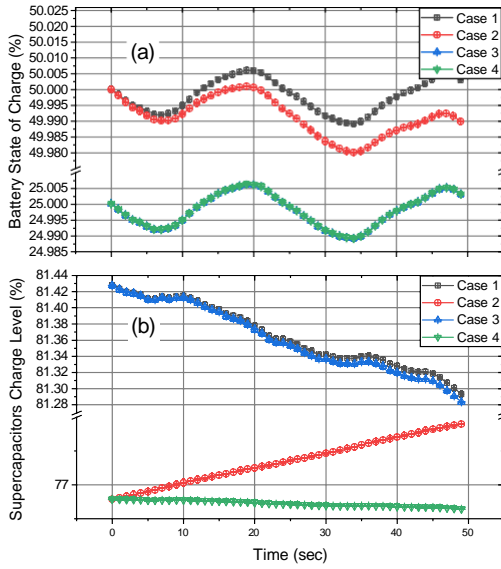 50.025
50.020
50.015
50.010
50.005
50.000
49.995
49.990
49.980
25.005
25.000
24.995
24.990
24.985
Battery State of Charge (%)
(a)
Case 1
Case 2
Case 3
Case 4
81.44
81.42
81.40
81.38
81.36
81.34
81.32
81.30
81.28
77
Supercapacitors Charge Level (%)
(b)
Case 1
Case 2
Case 3
Case 4
0 10 20 30 40 50
Time (sec)